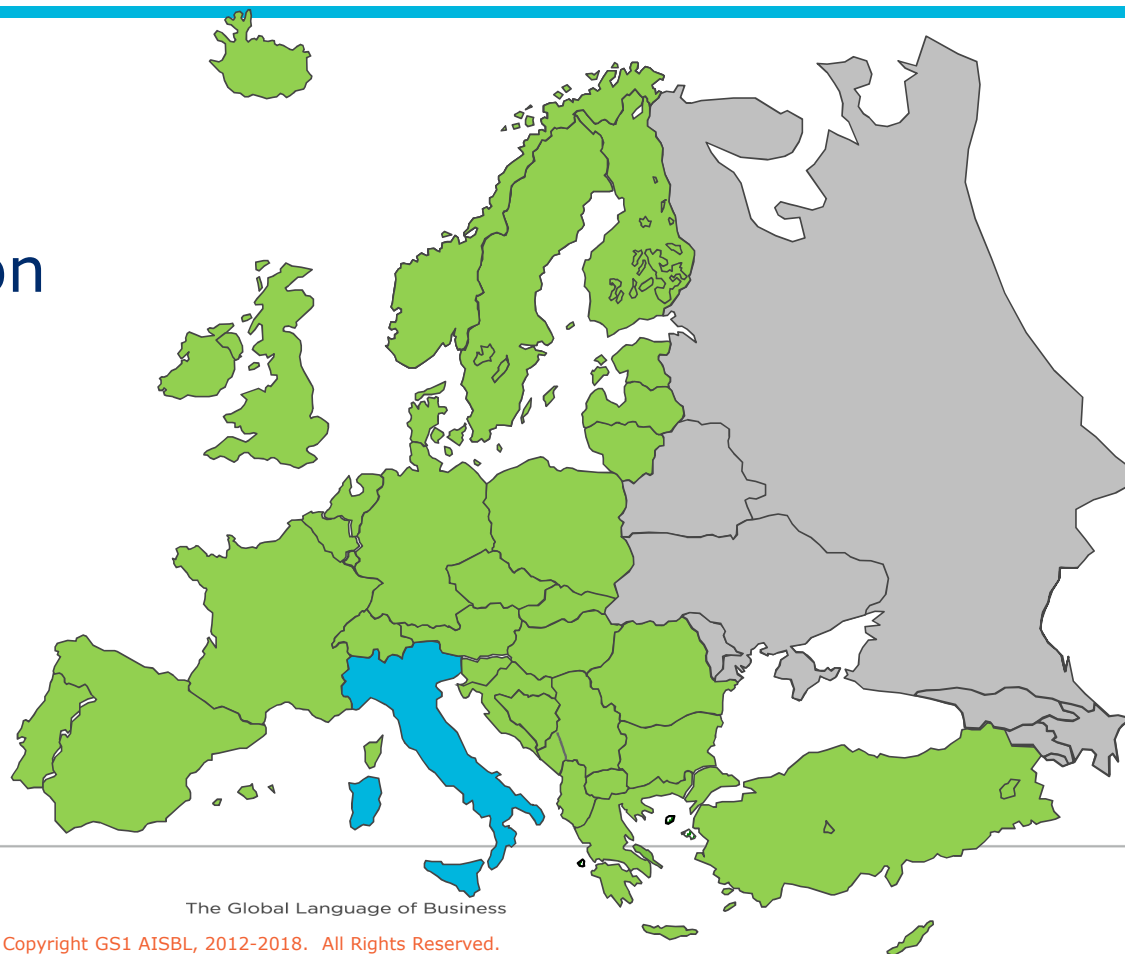 on
The Global Language of Business
Copyright GS1 AISBL, 2012-2018. All Rights Reserved.